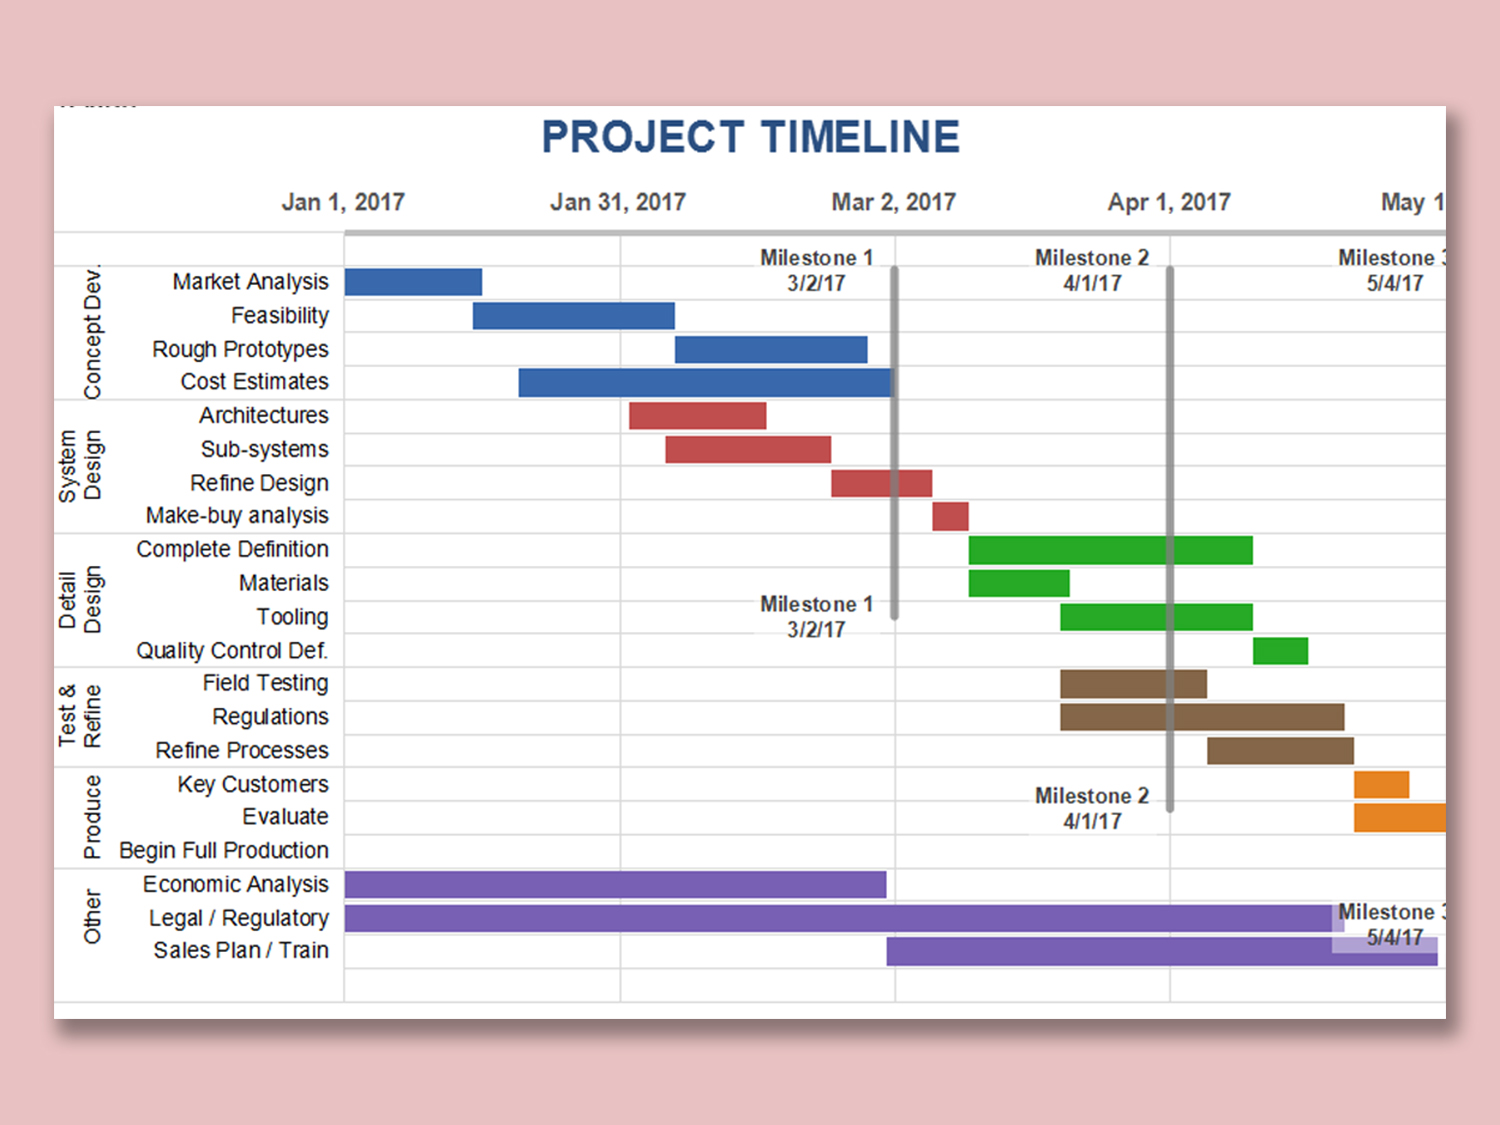 PROJECT TIMELINE
Jan 1, 2017 Jan 31, 2017 Mar 2, 2017 Apr 1, 2017 May 1
Milestone 1 Milestone 2 Milestone
3/2/17 4/1/17 5/4/17
Concept Dev.
Market Analysis
Feasibility
Rough Prototypes
Cost Estimates
System
Design
Architectures
Sub-systems
Refine Design
Make-buy analysis
Detail
Design
Complete Definition
Materials
Tooling
Quality Control Def.
Milestone 1
3/2/17
Test &
Refine
Field Testing
Regulations
Refine Processes
Produce
Key Customers
Evaluate
Begin Full Production
Milestone 2
4/1/17
Other
Economic Analysis
Legal / Regulatory
Sales Plan / Train
Milestone
5/4/17